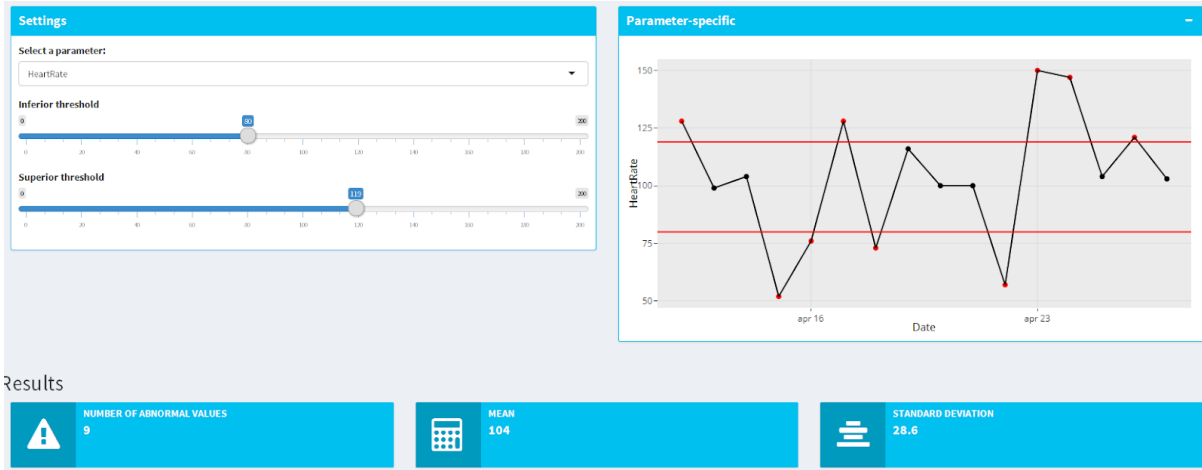 Settings
Select a parameter:
HeartRate
Inferior threshold
0 80 200
0 20 40 60 80 100 120 140 160 180 200
Superior threshold
0 119 200
0 20 40 60 80 100 120 140 160 180 200
Parameter-specific
150
125
100
75
50
HeartRate
apr 16 apr 23
Date
Results
NUMBER OF ABNORMAL VALUES
9
MEAN
104
STANDARD DEVIATION
28.6